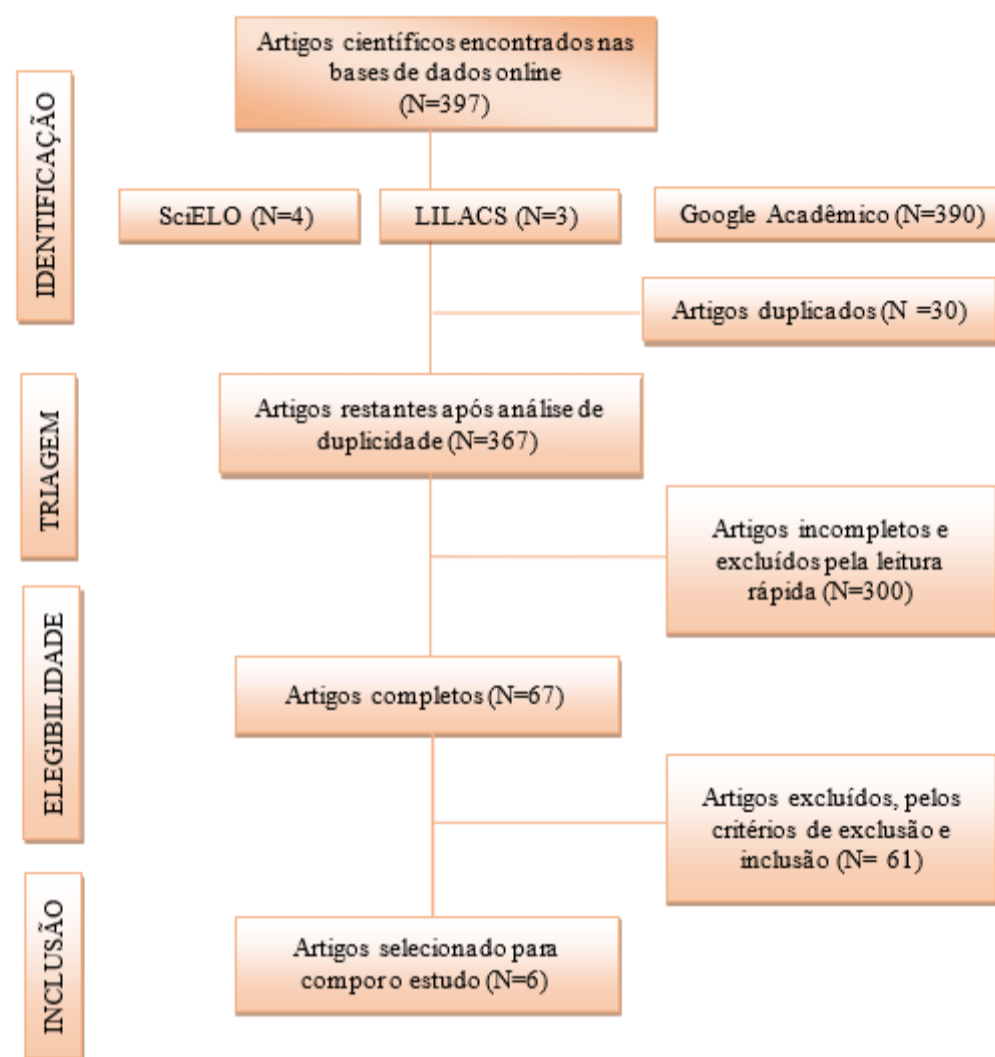 Artigos científicos encontrados nas
bases de dados online
(N=397)
IDENTIFICAÇÃO
SciELO (N=4)
LILACS (N=3)
Google Acadêmico (N=390)
Artigos duplicados (N =30)
TRIAGEM
Artigos restantes após análise de
duplicidade (N=367)
Artigos incompletos e
excluídos pela leitura
rápida (N=300)
ELEGIBILIDADE
Artigos completos (N=67)
Artigos excluídos, pelos
critérios de exclusão e
inclusão (N= 61)
INCLUSÃO
Artigos selecionado para
compor o estudo (N=6)